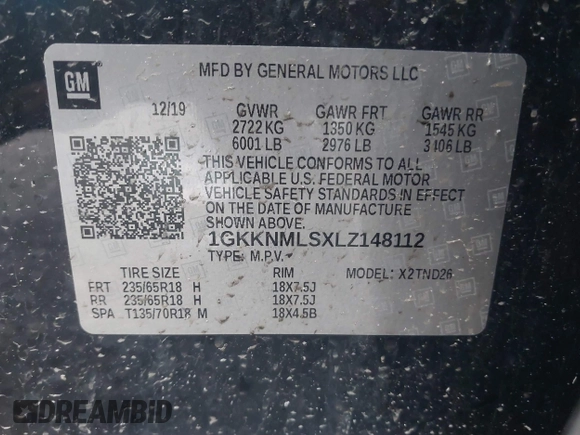 GM
MFD BY GENERAL MOTORS LLC
12/19 GVWR GAWR FRT GAWR RR
2722 KG 1350 KG 1545 KG
6001 LB 2976 LB 3406 LB
THIS VEHICLE CONFORMS TO ALL
APPLICABLE U.S. FEDERAL MOTOR
VEHICLE SAFETY STANDARDS IN EFFECT
ON THE DATE OF MANUFACTURE
SHOWN ABOVE.
1GKKNMLSXLZ148112
TYPE: M.P.V.
TIRE SIZE RIM MODEL: X2TND26
FRT 235/65R18 H 18X7.5J
RR 235/65R18 H 18X7.5J
SPA T135/70R18 M 18X4.5B
DREAMBID